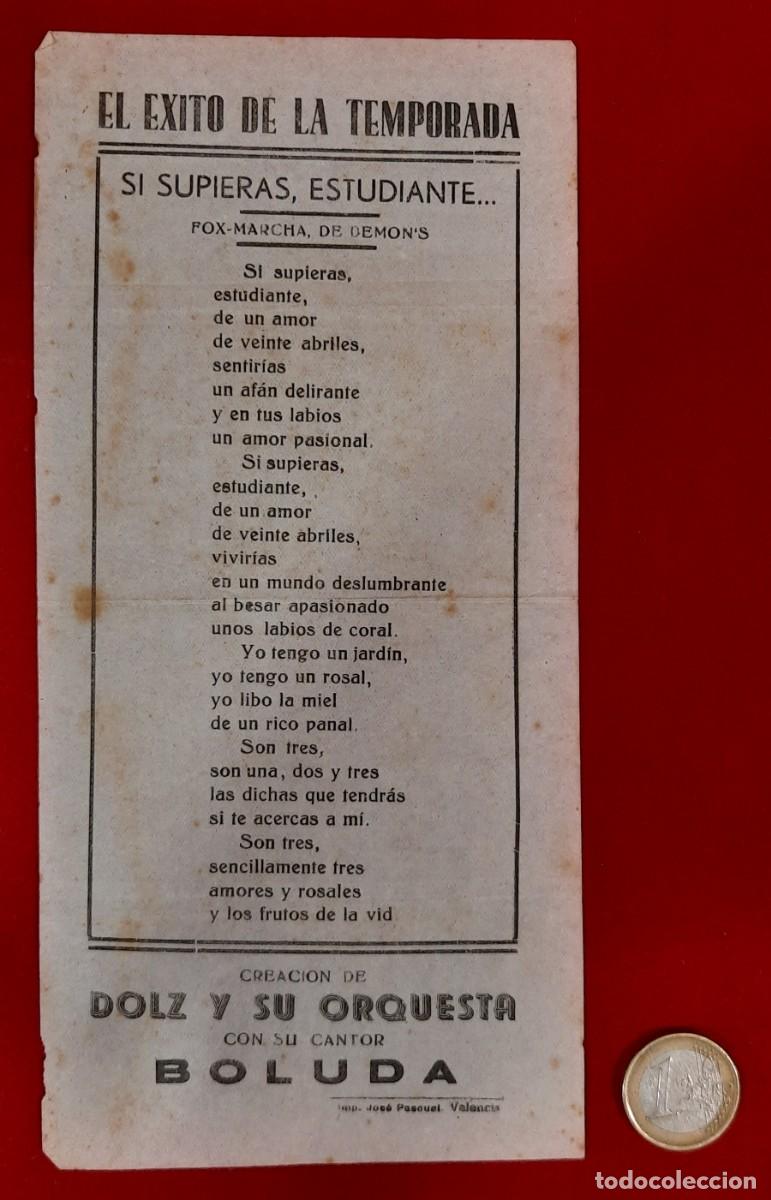 EL EXITO DE LA TEMPORADA
SI SUPIERAS, ESTUDIANTE...
FOX-MARCHA, DE DEMON'S
Si supieras,
estudiante,
de un amor
de veinte abriles,
sentirías
un afán delirante
y en tus labios
un amor pasional.
Si supieras,
estudiante,
de un amor
de veinte abriles,
vivirías
en un mundo deslumbrante
al besar apasionado
unos labios de coral.
Yo tengo un jardín,
yo tengo un rosal,
yo libo la miel
de un rico panal.
Son tres,
son una, dos y tres
las dichas que tendrás
si te acercas a mí.
Son tres,
sencillamente tres
amores y rosales
y los frutos de la vid
CREACION DE
DOLZ Y SU ORQUESTA
CON SU CANTOR
BOLUDA
Imp. José Pascual. Valencia
1
todocoleccion